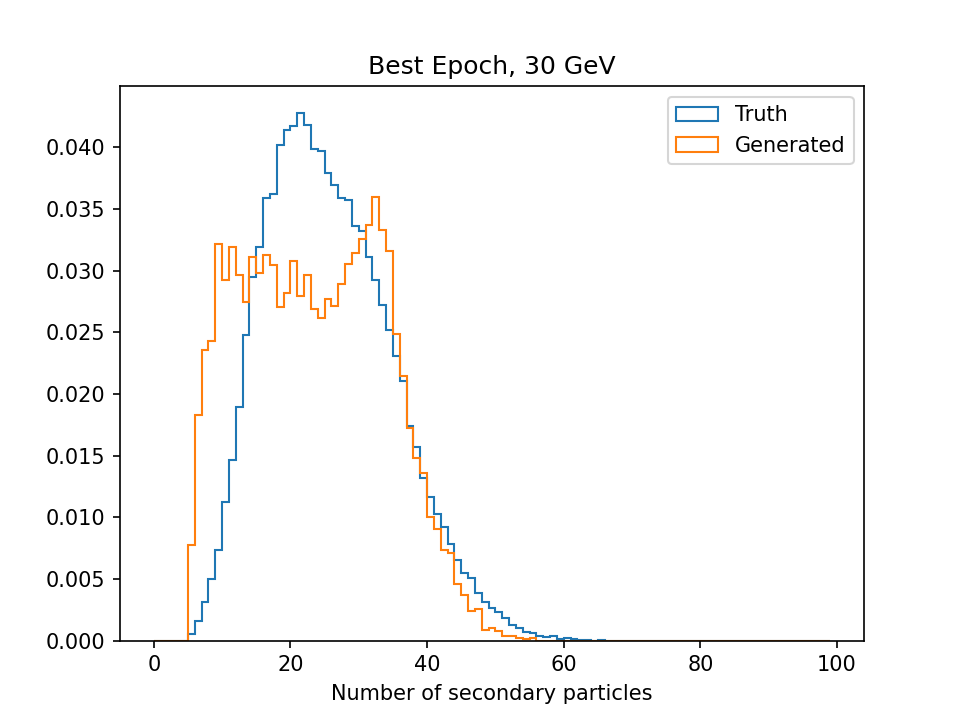 Best Epoch, 30 GeV
Truth
Generated
0.040
0.035
0.030
0.025
0.020
0.015
0.010
0.005
0.000
0 20 40 60 80 100
Number of secondary particles